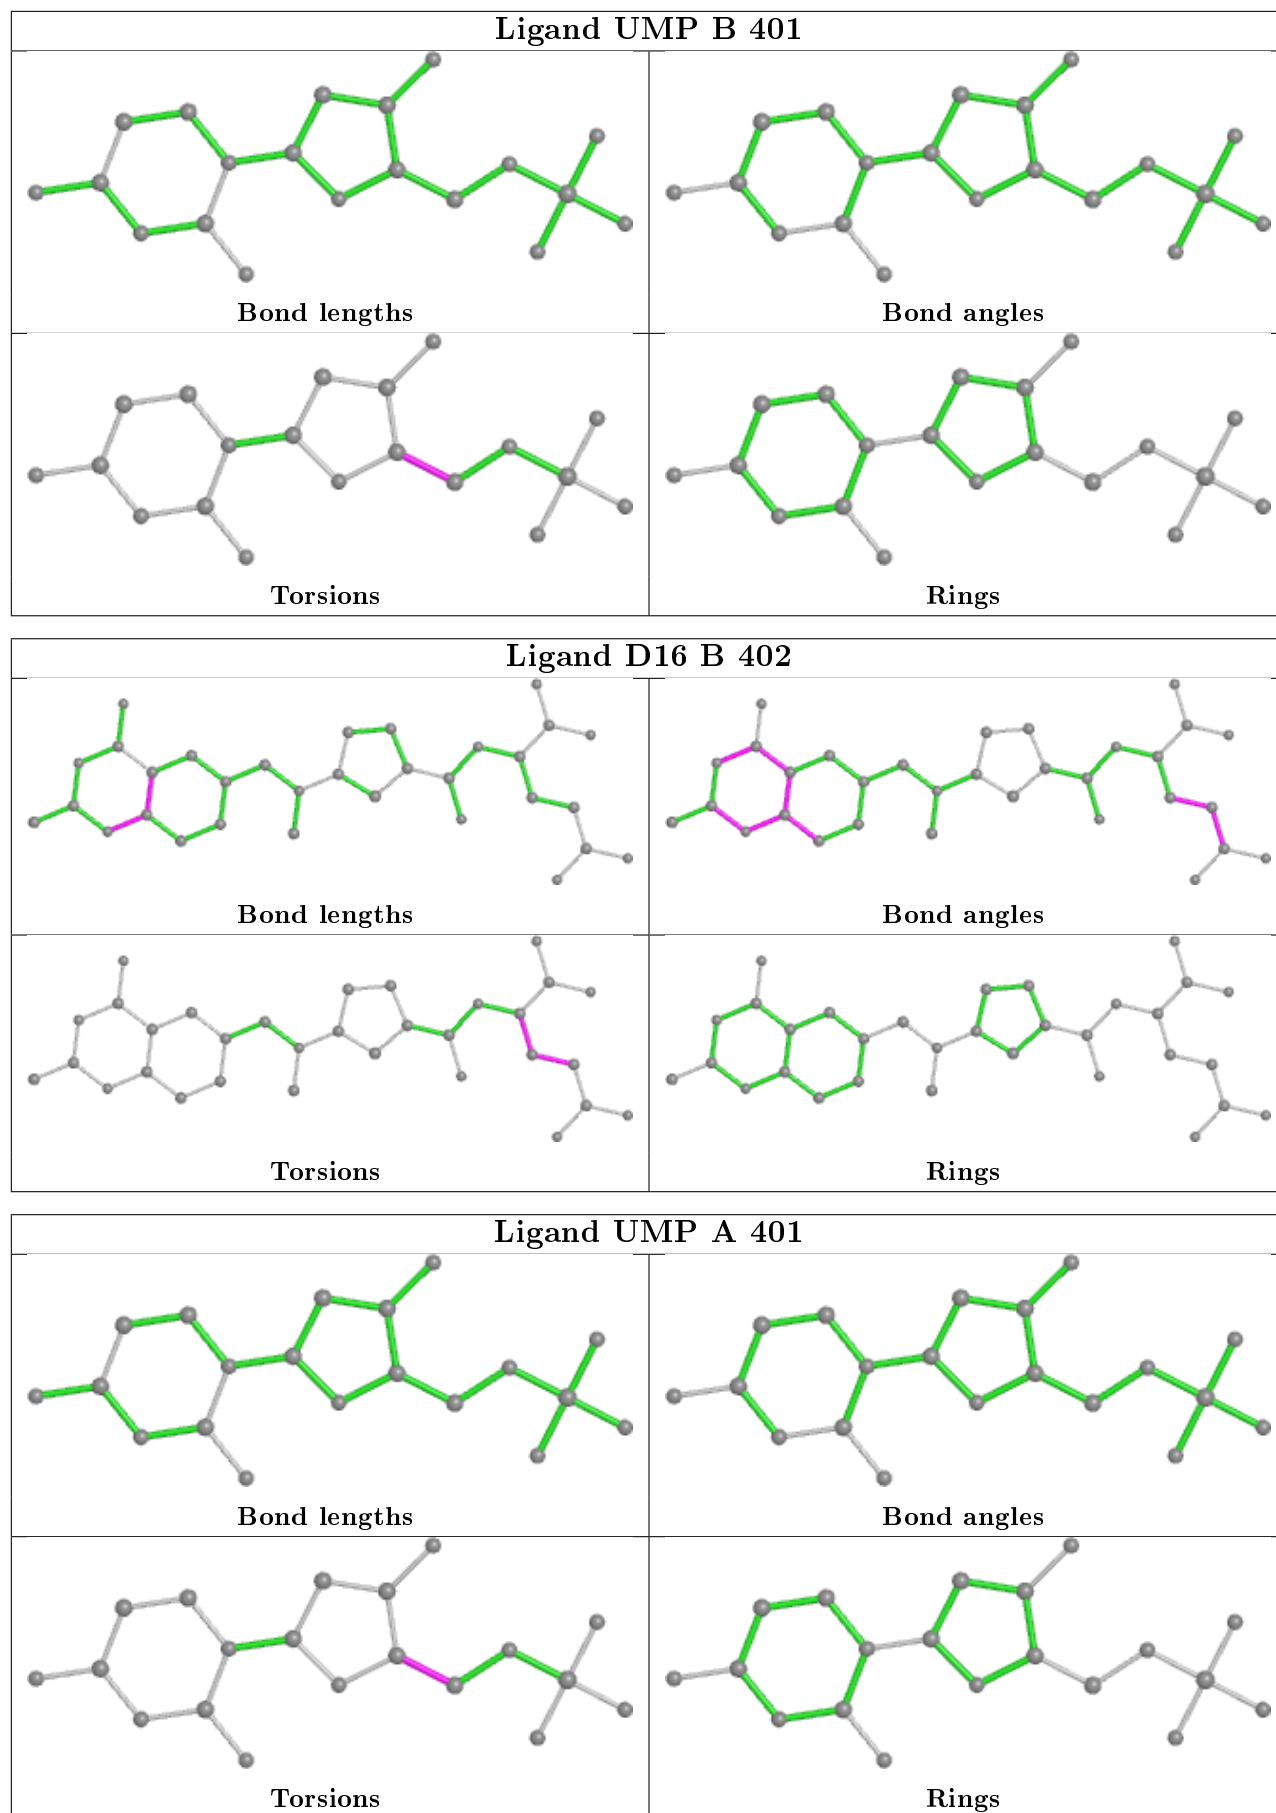 Ligand UMP B 401
Bond lengths
Bond angles
Torsions
Rings
Ligand D16 B 402
Bond lengths
Bond angles
Torsions
Rings
Ligand UMP A 401
Bond lengths
Bond angles
Torsions
Rings